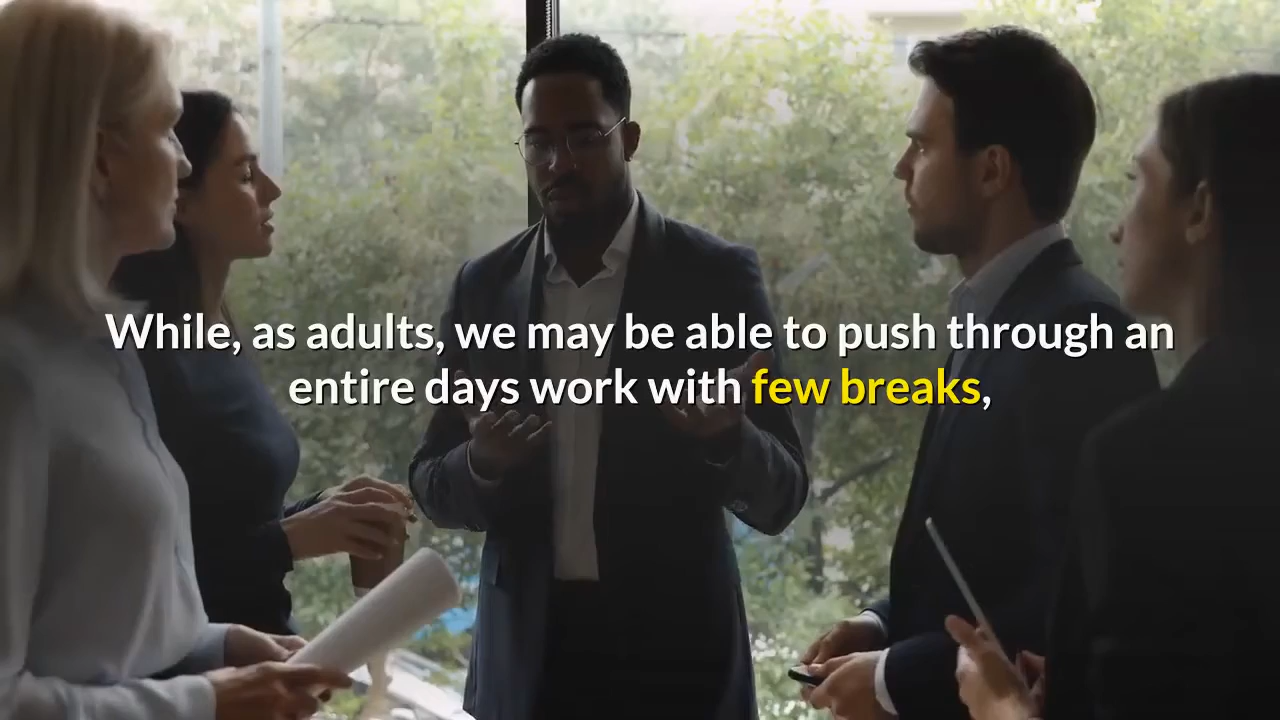 While, as adults, we may be able to push through an
entire days work with few breaks,